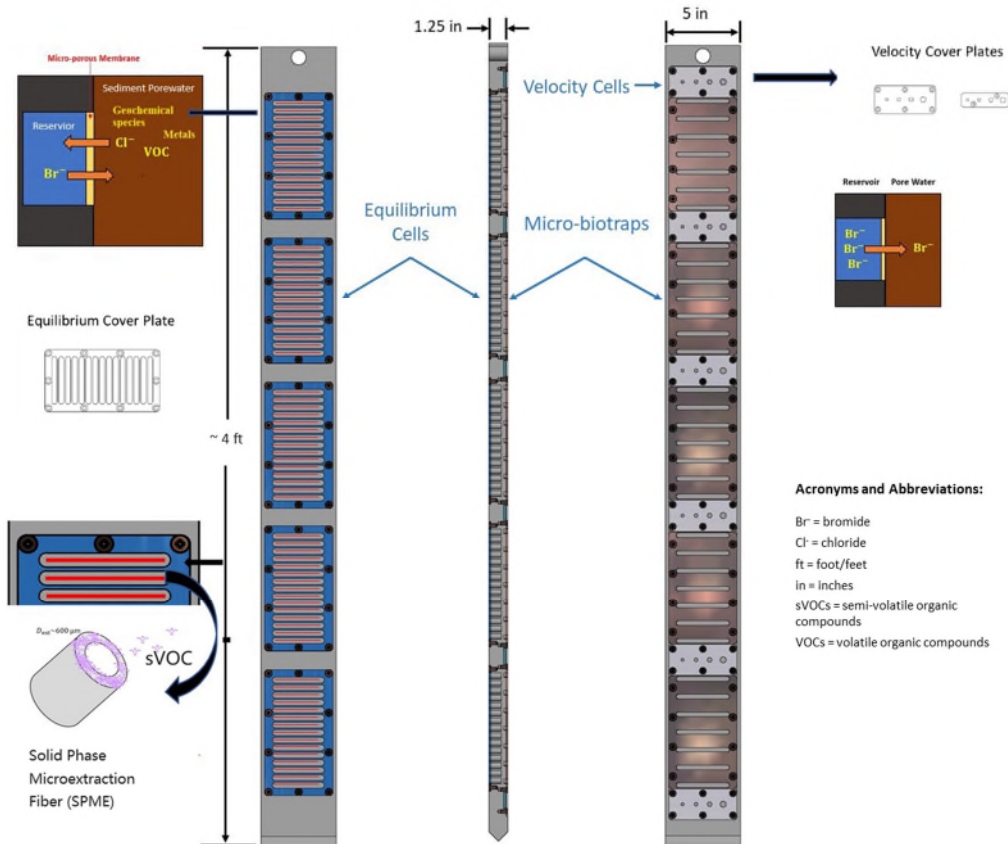 1.25 in
5 in
Micro-porous Membrane
Sediment Porewater
Geochemical
species
Metals
Reservior
Cl⁻
VOC
Br⁻
Velocity Cells
Velocity Cover Plates
Equilibrium
Cells
Micro-biotraps
Reservoir
Pore Water
Br⁻
Br⁻
Br⁻
Br⁻
Equilibrium Cover Plate
~ 4 ft
Acronyms and Abbreviations:
Br⁻ = bromide
Cl⁻ = chloride
ft = foot/feet
in = inches
sVOCs = semi-volatile organic
compounds
VOCs = volatile organic compounds
~600 μm
sVOC
Solid Phase
Microextraction
Fiber (SPME)